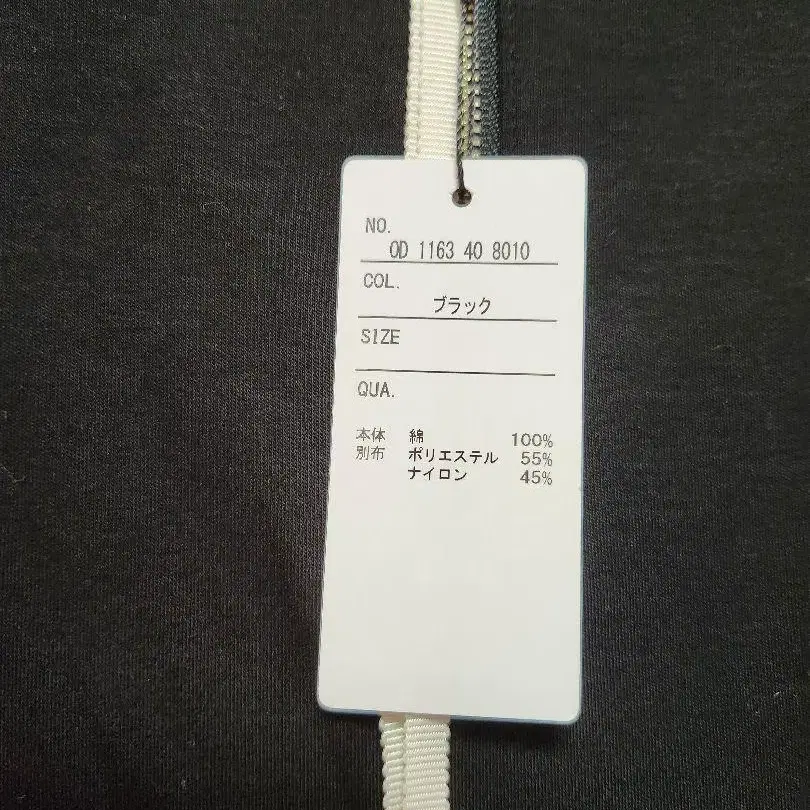 NO.
OD 1163 40 8010
COL.
ブラック
SIZE
QUA.
本体 綿 100%
別布 ポリエステル 55%
ナイロン 45%